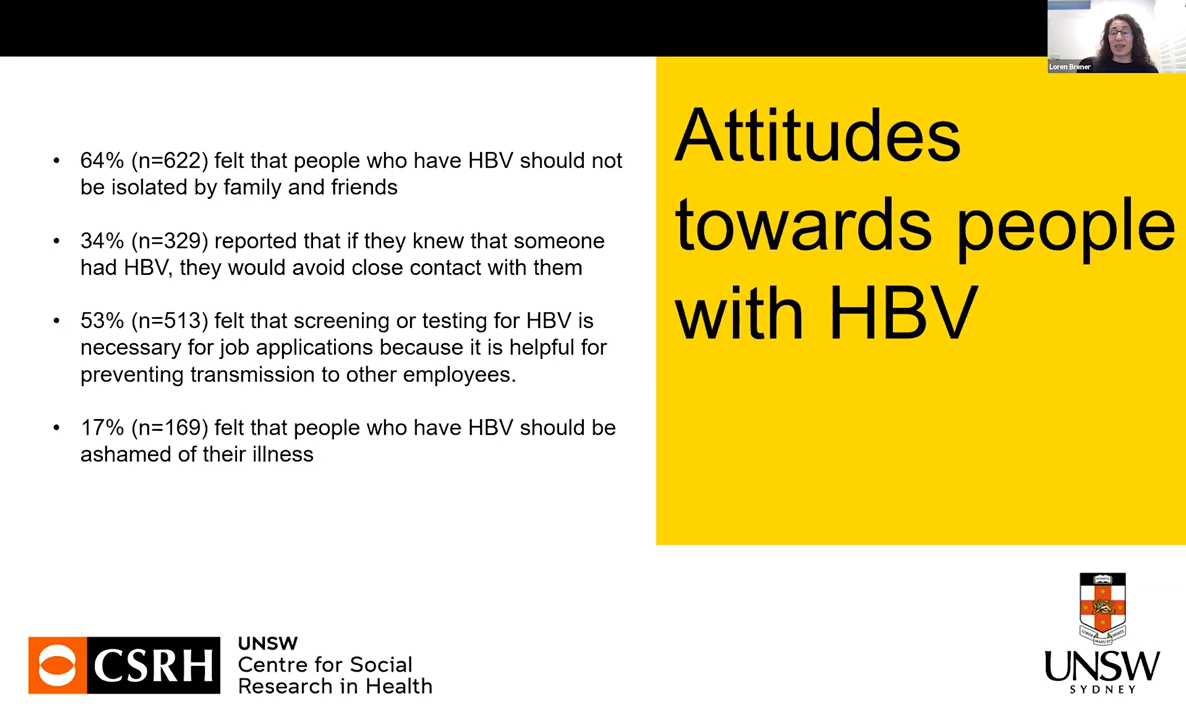 Loren Brener
Attitudes
towards people
with HBV
• 64% (n=622) felt that people who have HBV should not
be isolated by family and friends
• 34% (n=329) reported that if they knew that someone
had HBV, they would avoid close contact with them
• 53% (n=513) felt that screening or testing for HBV is
necessary for job applications because it is helpful for
preventing transmission to other employees.
• 17% (n=169) felt that people who have HBV should be
ashamed of their illness
CSRH
UNSW
Centre for Social
Research in Health
UNSW
SYDNEY